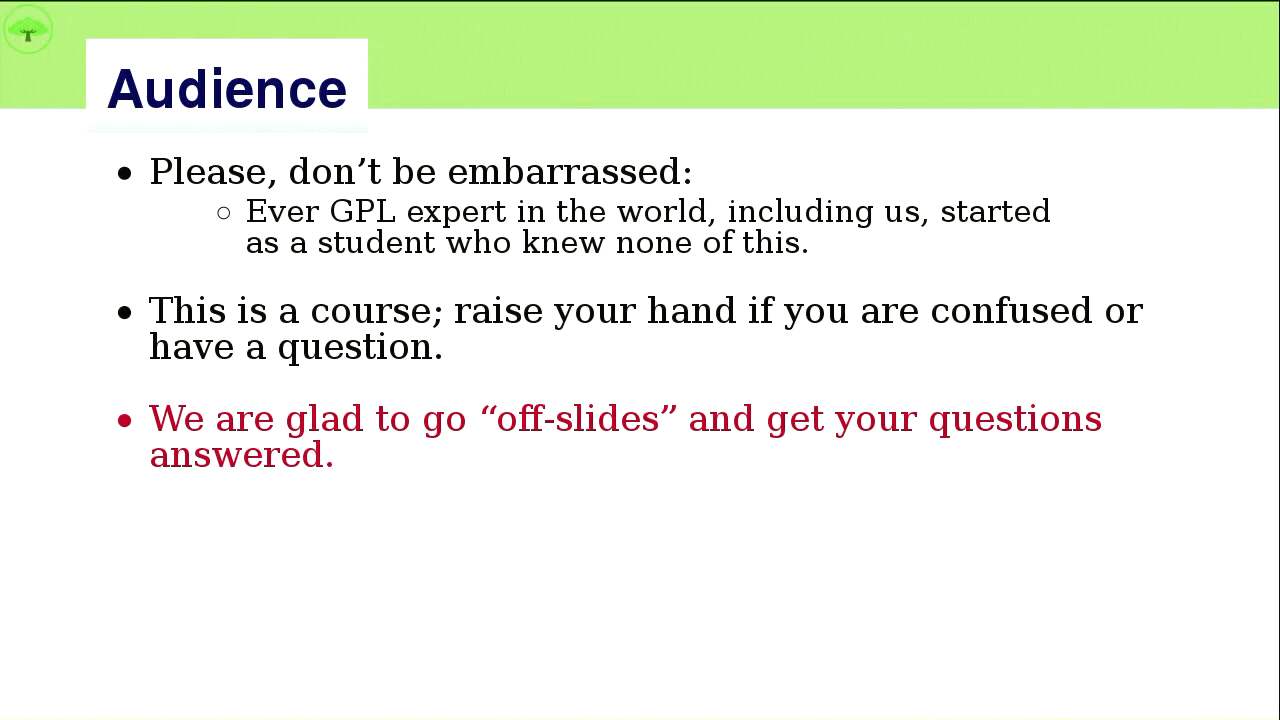 Audience
• Please, don’t be embarrassed:
○ Ever GPL expert in the world, including us, started
as a student who knew none of this.
• This is a course; raise your hand if you are confused or
have a question.
• We are glad to go “off-slides” and get your questions
answered.